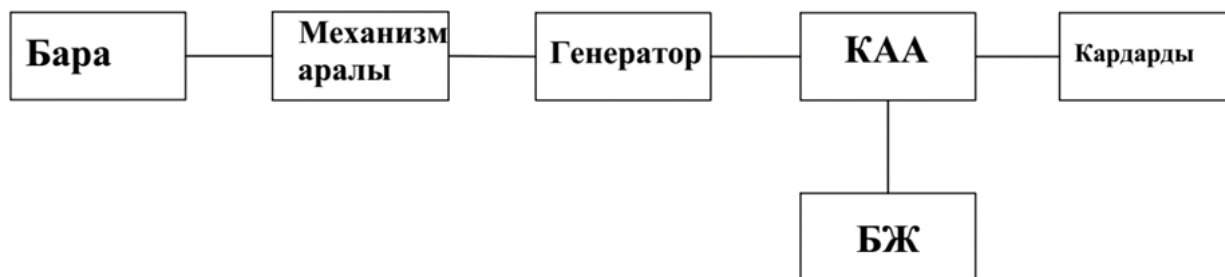 Бара
Механизм
аралы
Генератор
КАА
Кардарды
БЖ